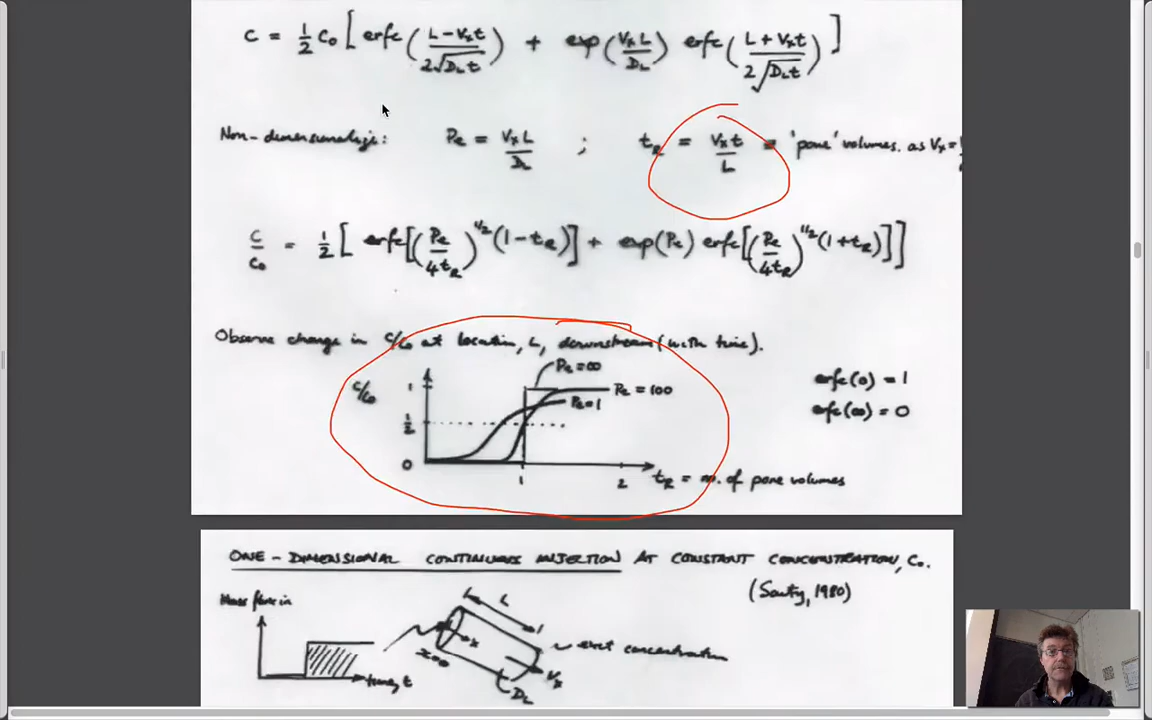 C = 1/2 C₀ [ erfc ( (L - Vₓt) / (2√(D_L t)) ) + exp ( VₓL / D_L ) erfc ( (L + Vₓt) / (2√(D_L t)) ) ]
Non-dimensionalize: Pe = VₓL / D_L ; t_R = Vₓt / L = 'pore' volumes. as Vₓ =
C/C₀ = 1/2 [ erfc [ (Pe / 4t_R)^1/2 (1 - t_R) ] + exp(Pe) erfc [ (Pe / 4t_R)^1/2 (1 + t_R) ] ]
Observe change in C/C₀ at location, L, downstream (with time).
Pe = ∞
C/C₀ 1 Pe = 100 erfc(0) = 1
Pe = 1
1/2 erfc(∞) = 0
0
t_R = no. of pore volumes
1 2
ONE-DIMENSIONAL CONTINUOUS INJECTION AT CONSTANT CONCENTRATION, C₀.
(Sauty, 1980)
Mass flux in L
x exit concentration
x=0
time, t Vₓ
D_L